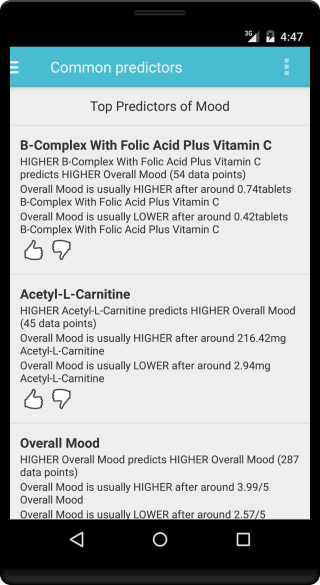 3G 4:47
Common predictors
Top Predictors of Mood
B-Complex With Folic Acid Plus Vitamin C
HIGHER B-Complex With Folic Acid Plus Vitamin C
predicts HIGHER Overall Mood (54 data points)
Overall Mood is usually HIGHER after around 0.74tablets
B-Complex With Folic Acid Plus Vitamin C
Overall Mood is usually LOWER after around 0.42tablets
B-Complex With Folic Acid Plus Vitamin C
Acetyl-L-Carnitine
HIGHER Acetyl-L-Carnitine predicts HIGHER Overall Mood
(45 data points)
Overall Mood is usually HIGHER after around 216.42mg
Acetyl-L-Carnitine
Overall Mood is usually LOWER after around 2.94mg
Acetyl-L-Carnitine
Overall Mood
HIGHER Overall Mood predicts HIGHER Overall Mood (287
data points)
Overall Mood is usually HIGHER after around 3.99/5
Overall Mood
Overall Mood is usually LOWER after around 2.57/5